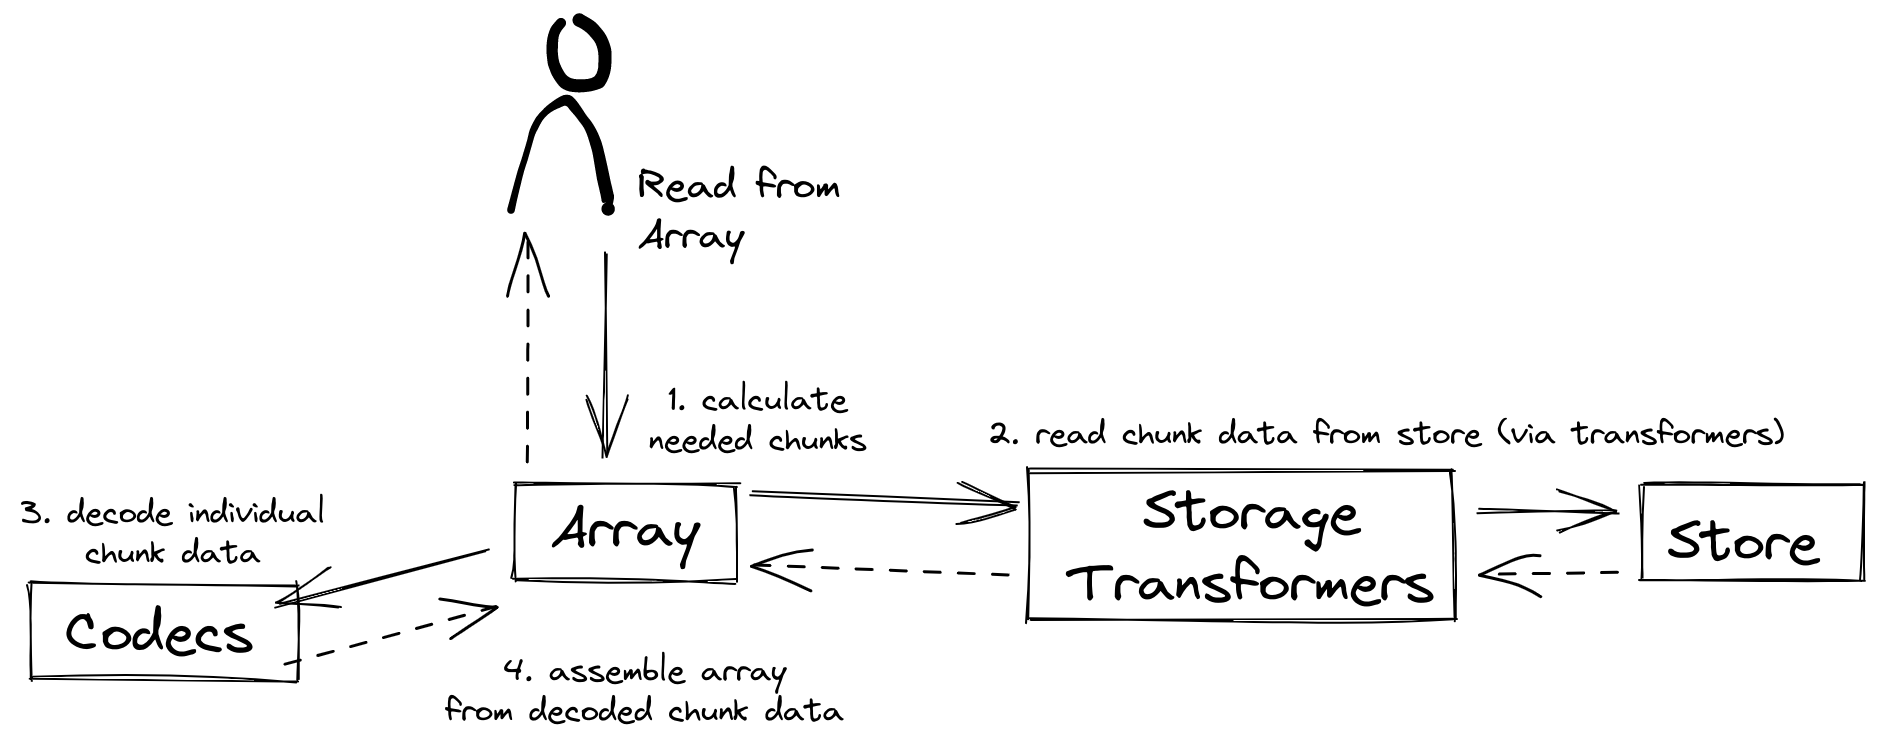 Read from
Array
1. calculate
needed chunks
2. read chunk data from store (via transformers)
3. decode individual
chunk data
Array
Storage
Transformers
Store
Codecs
4. assemble array
from decoded chunk data